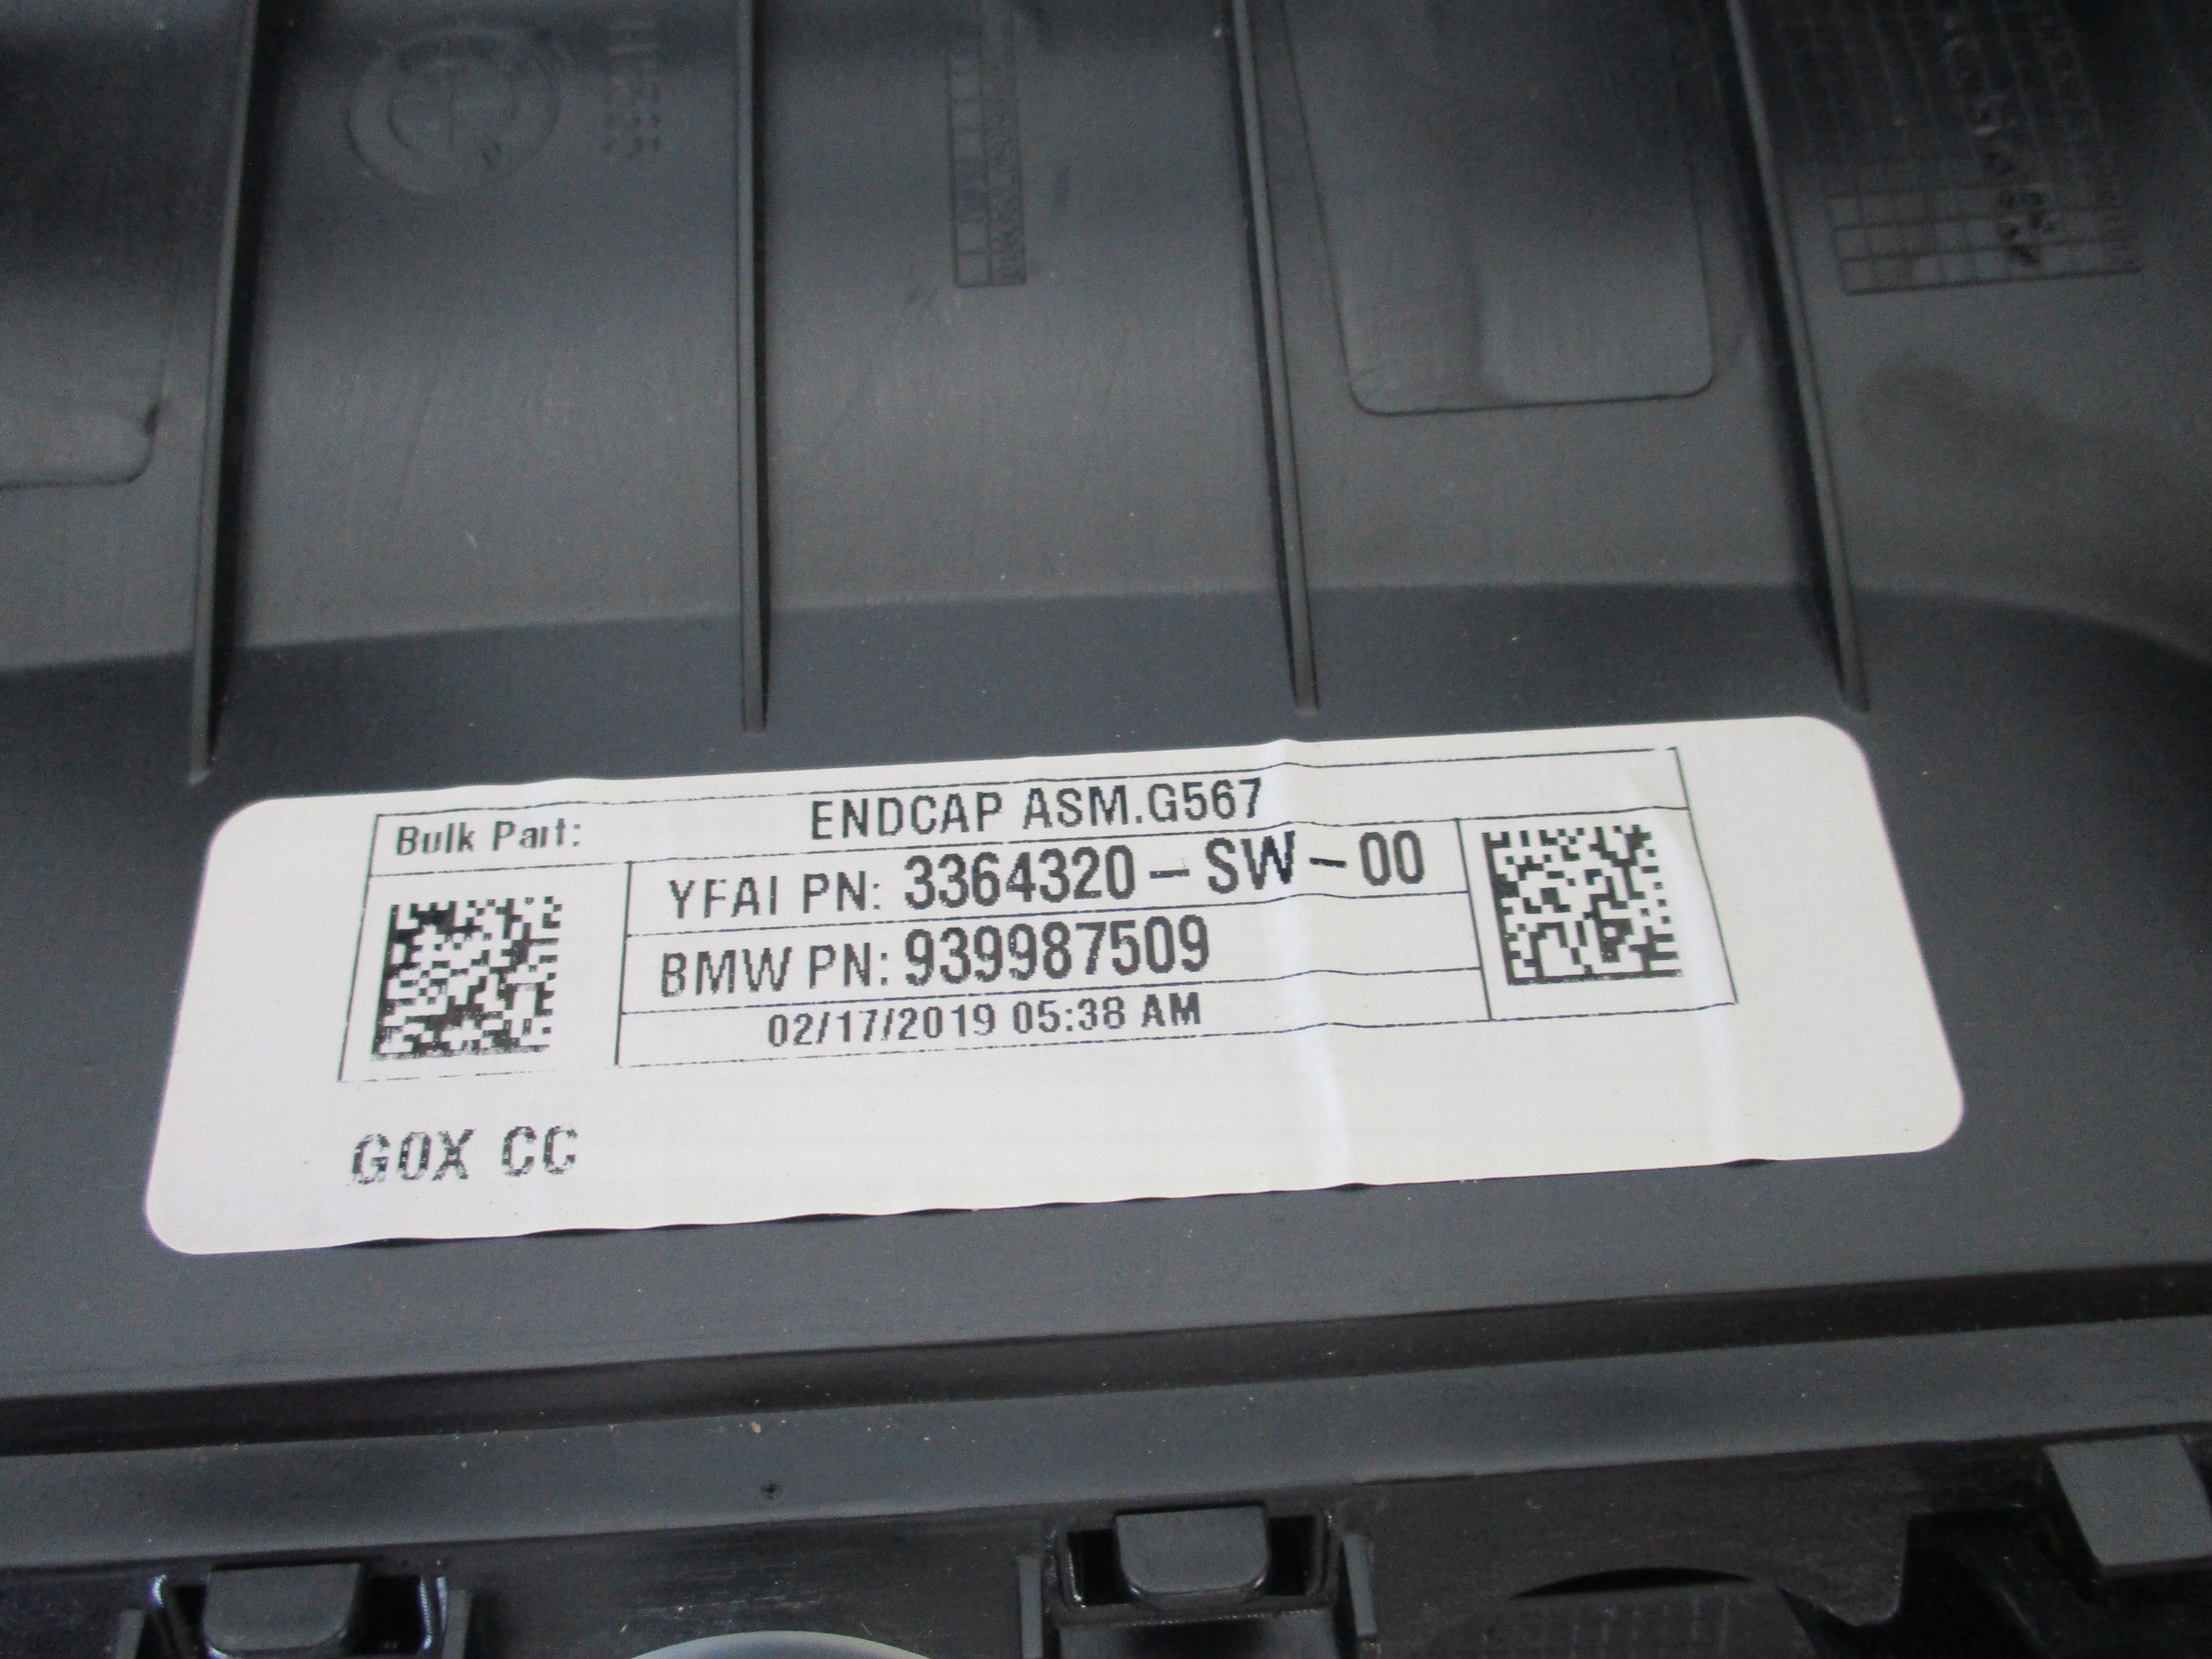 Bulk Part: ENDCAP ASM.G567
YFAI PN: 3364320-SW-00
BMW PN: 939987509
02/17/2019 05:38 AM
G0X CC